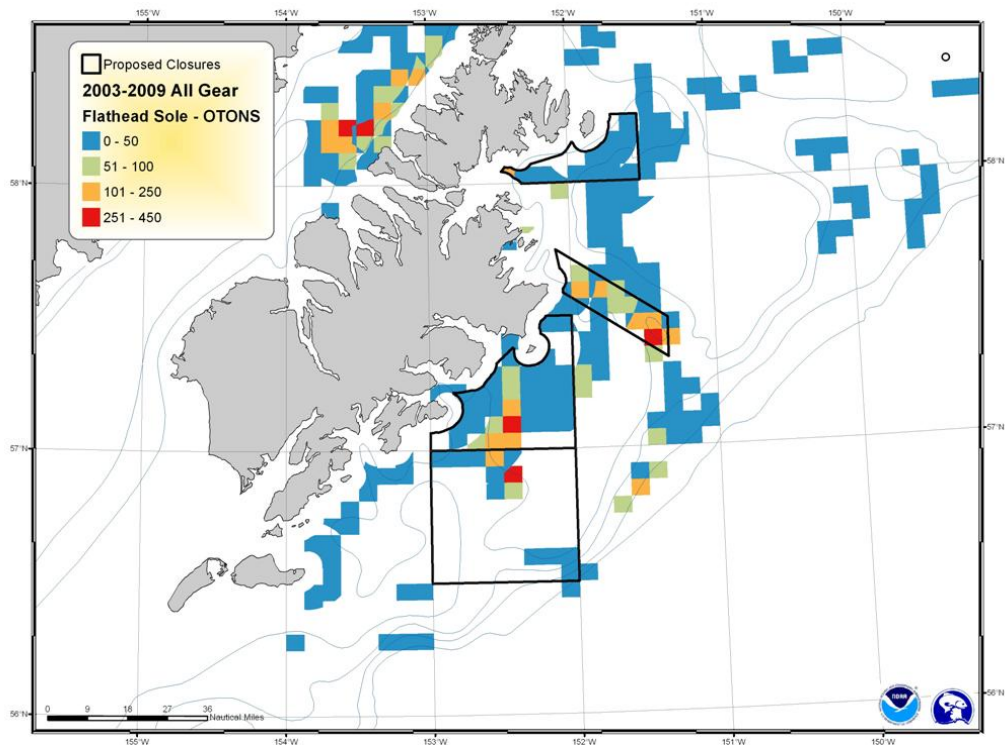 155°W 154°W 153°W 152°W 151°W 150°W
Proposed Closures
2003-2009 All Gear
Flathead Sole - OTONS
0 - 50
51 - 100
101 - 250
251 - 450
58°N 58°N
57°N 57°N
56°N 56°N
0 9 18 27 36
Nautical Miles
NOAA
155°W 154°W 153°W 152°W 151°W 150°W